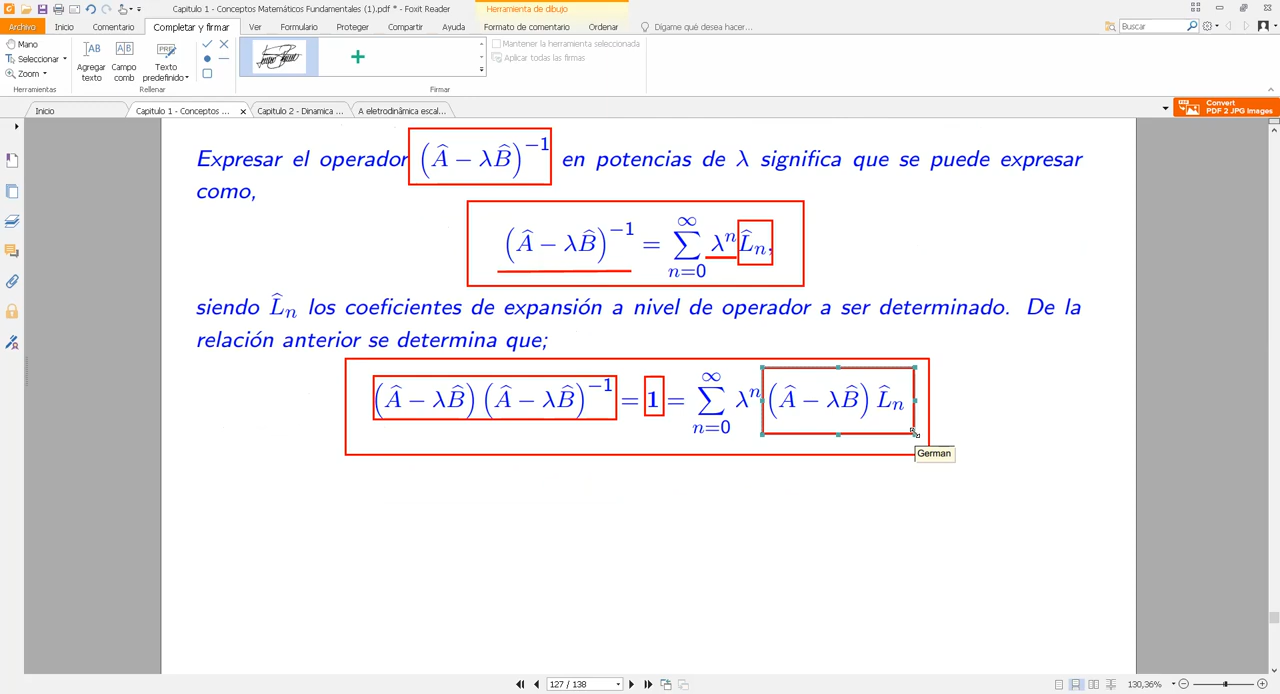 Capitulo 1 - Conceptos Matemáticos Fundamentales (1).pdf * - Foxit Reader
Herramienta de dibujo
Archivo Inicio Comentario Completar y firmar Ver Formulario Proteger Compartir Ayuda Formato de comentario Ordenar Dígame qué desea hacer... Buscar
Mano
Seleccionar
Zoom
Herramientas
Agregar texto
Campo comb
Texto predefinido
Rellenar
Mantener la herramienta seleccionada
Aplicar todas las firmas
Firmar
Inicio Capitulo 1 - Conceptos ... Capitulo 2 - Dinamica ... A eletrodinâmica escal...
Convert
PDF 2 JPG Images
Expresar el operador (Â − λB̂)⁻¹ en potencias de λ significa que se puede expresar
como,
(Â − λB̂)⁻¹ = ∑_{n=0}^{∞} λⁿ L̂ₙ,
siendo L̂ₙ los coeficientes de expansión a nivel de operador a ser determinado. De la
relación anterior se determina que;
(Â − λB̂) (Â − λB̂)⁻¹ = 1 = ∑_{n=0}^{∞} λⁿ (Â − λB̂) L̂ₙ
German
127 / 138
130,36%